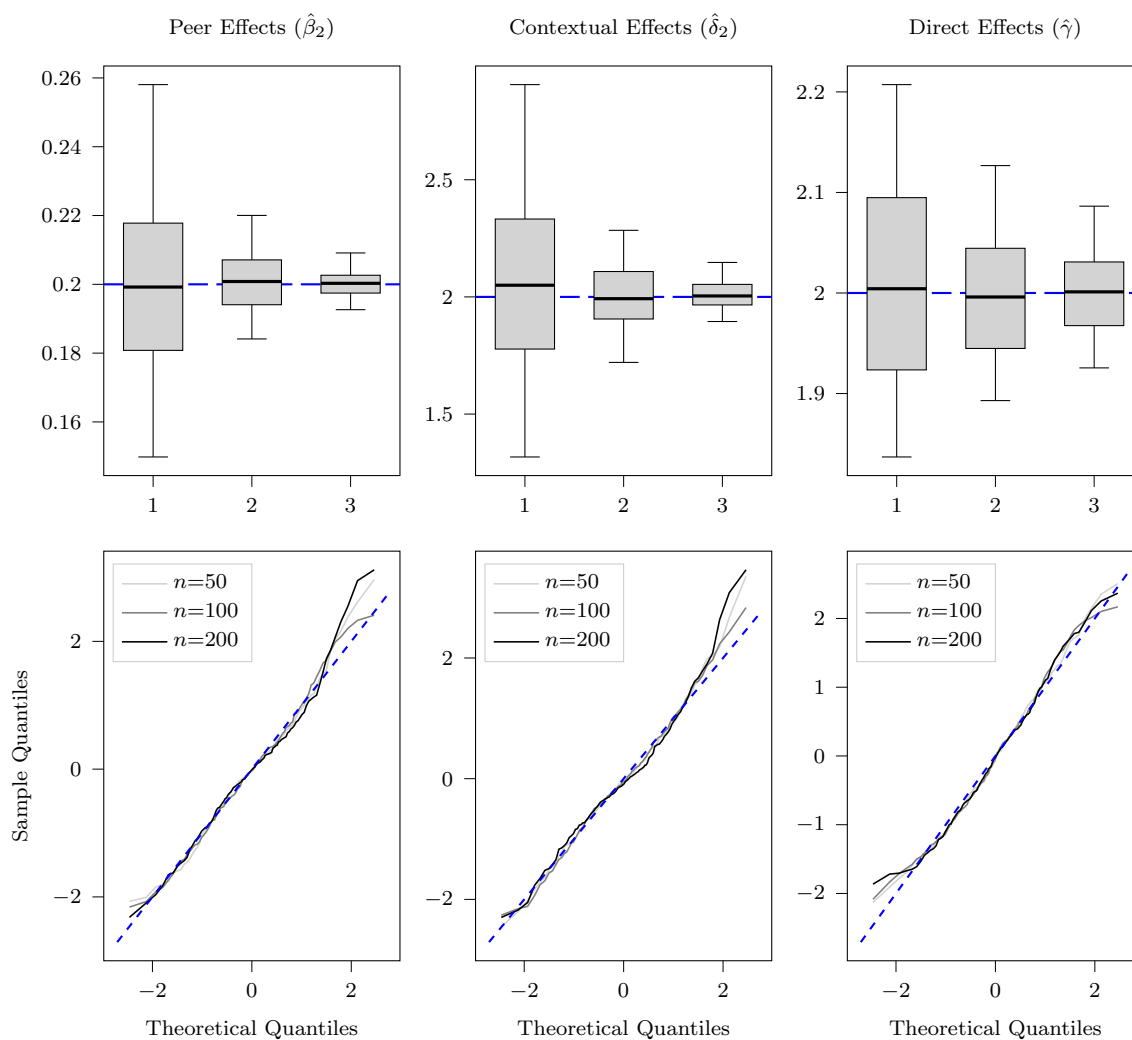 Peer Effects (β̂₂)
Contextual Effects (δ̂₂)
Direct Effects (γ̂)
0.26
0.24
0.22
0.2
0.18
0.16
1 2 3
2.5
2
1.5
1 2 3
2.2
2.1
2
1.9
1 2 3
Sample Quantiles
n=50
n=100
n=200
2
0
−2
−2 0 2
Theoretical Quantiles
n=50
n=100
n=200
2
0
−2
−2 0 2
Theoretical Quantiles
n=50
n=100
n=200
2
1
0
−1
−2
−2 0 2
Theoretical Quantiles